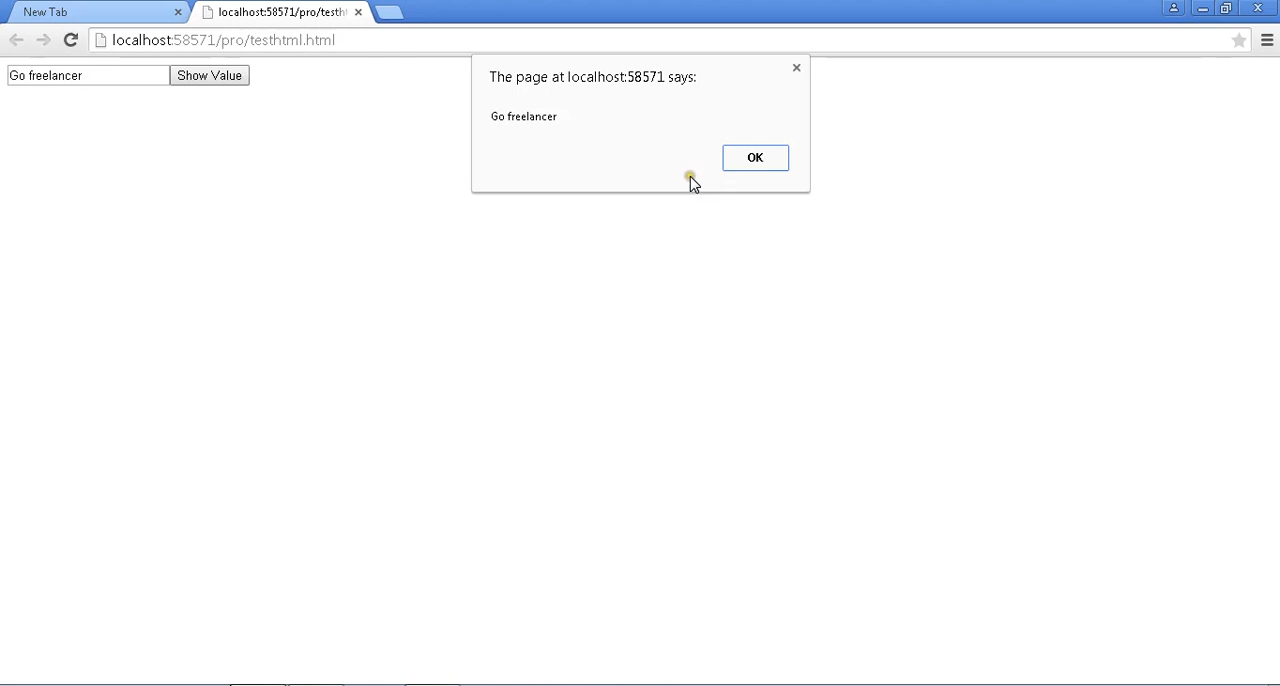 New Tab
localhost:58571/pro/testh
localhost:58571/pro/testhtml.html
Go freelancer
Show Value
The page at localhost:58571 says:
Go freelancer
OK